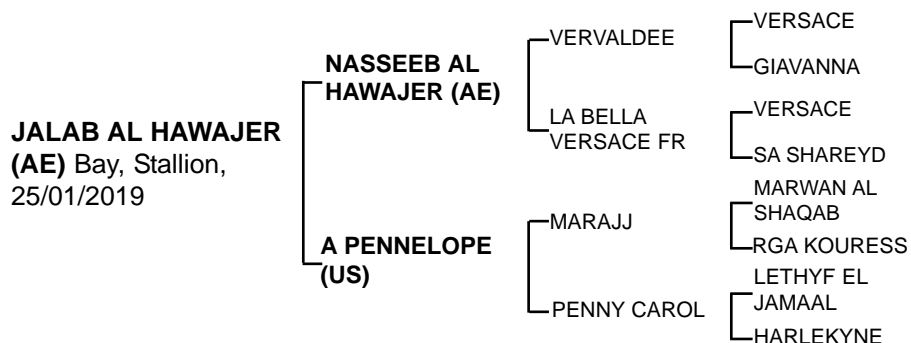 JALAB AL HAWAJER
(AE) Bay, Stallion,
25/01/2019
NASSEEB AL
HAWAJER (AE)
A PENNELOPE
(US)
VERVALDEE
LA BELLA
VERSACE FR
MARAJJ
PENNY CAROL
VERSACE
GIAVANNA
VERSACE
SA SHAREYD
MARWAN AL
SHAQAB
RGA KOURESS
LETHYF EL
JAMAAL
HARLEKYNE